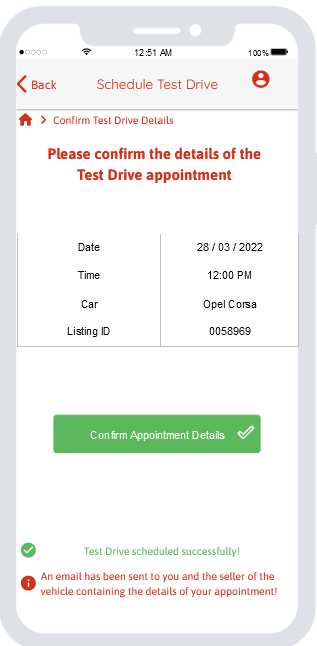 12:51 AM 100%
Back Schedule Test Drive
Confirm Test Drive Details
Please confirm the details of the
Test Drive appointment
Date 28 / 03 / 2022
Time 12:00 PM
Car Opel Corsa
Listing ID 0058969
Confirm Appointment Details
Test Drive scheduled successfully!
An email has been sent to you and the seller of the
vehicle containing the details of your appointment!